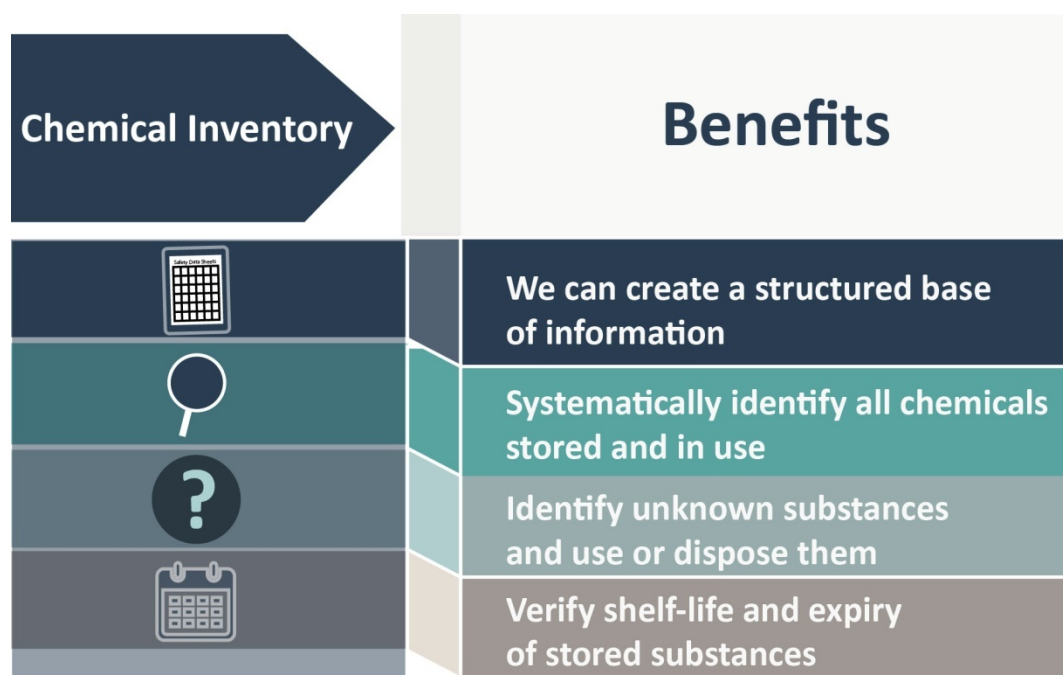 Chemical Inventory
Benefits
Safety Data Sheets
We can create a structured base
of information
Systematically identify all chemicals
stored and in use
?
Identify unknown substances
and use or dispose them
Verify shelf-life and expiry
of stored substances